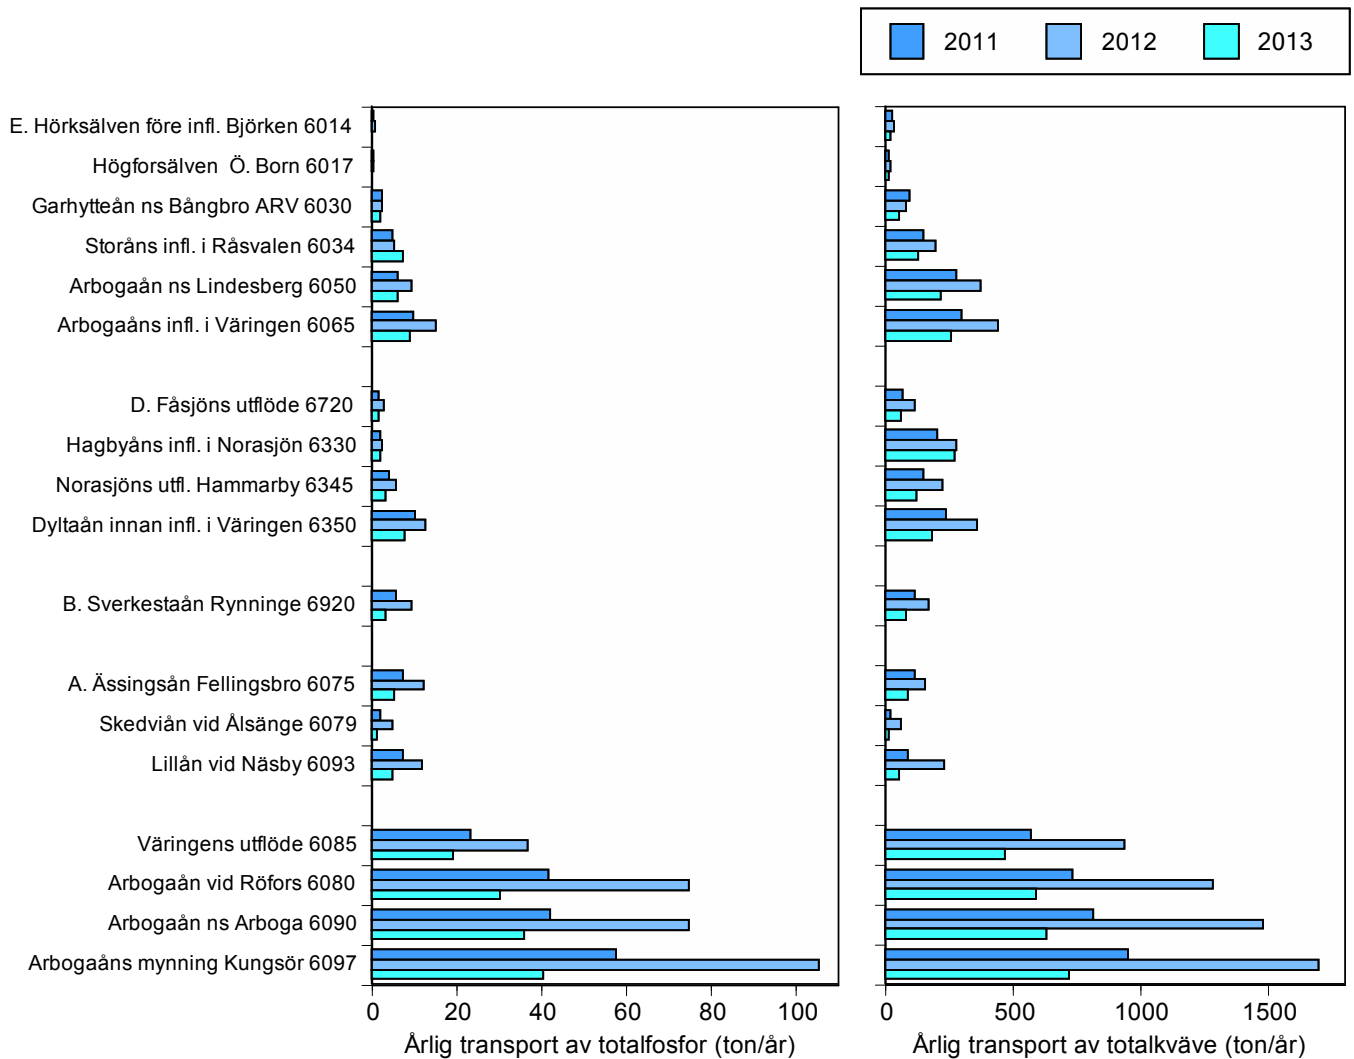 2011 2012 2013
E. Hörksälven före infl. Björken 6014
Högforsälven Ö. Born 6017
Garhytteån ns Bångbro ARV 6030
Storåns infl. i Råsvalen 6034
Arbogaån ns Lindesberg 6050
Arbogaåns infl. i Väringen 6065
D. Fåsjöns utflöde 6720
Hagbyåns infl. i Norasjön 6330
Norasjöns utfl. Hammarby 6345
Dyltaån innan infl. i Väringen 6350
B. Sverkestaån Rynninge 6920
A. Ässingsån Fellingsbro 6075
Skedviån vid Ålsänge 6079
Lillån vid Näsby 6093
Väringens utflöde 6085
Arbogaån vid Röfors 6080
Arbogaån ns Arboga 6090
Arbogaåns mynning Kungsör 6097
0 20 40 60 80 100
Årlig transport av totalfosfor (ton/år)
0 500 1000 1500
Årlig transport av totalkväve (ton/år)